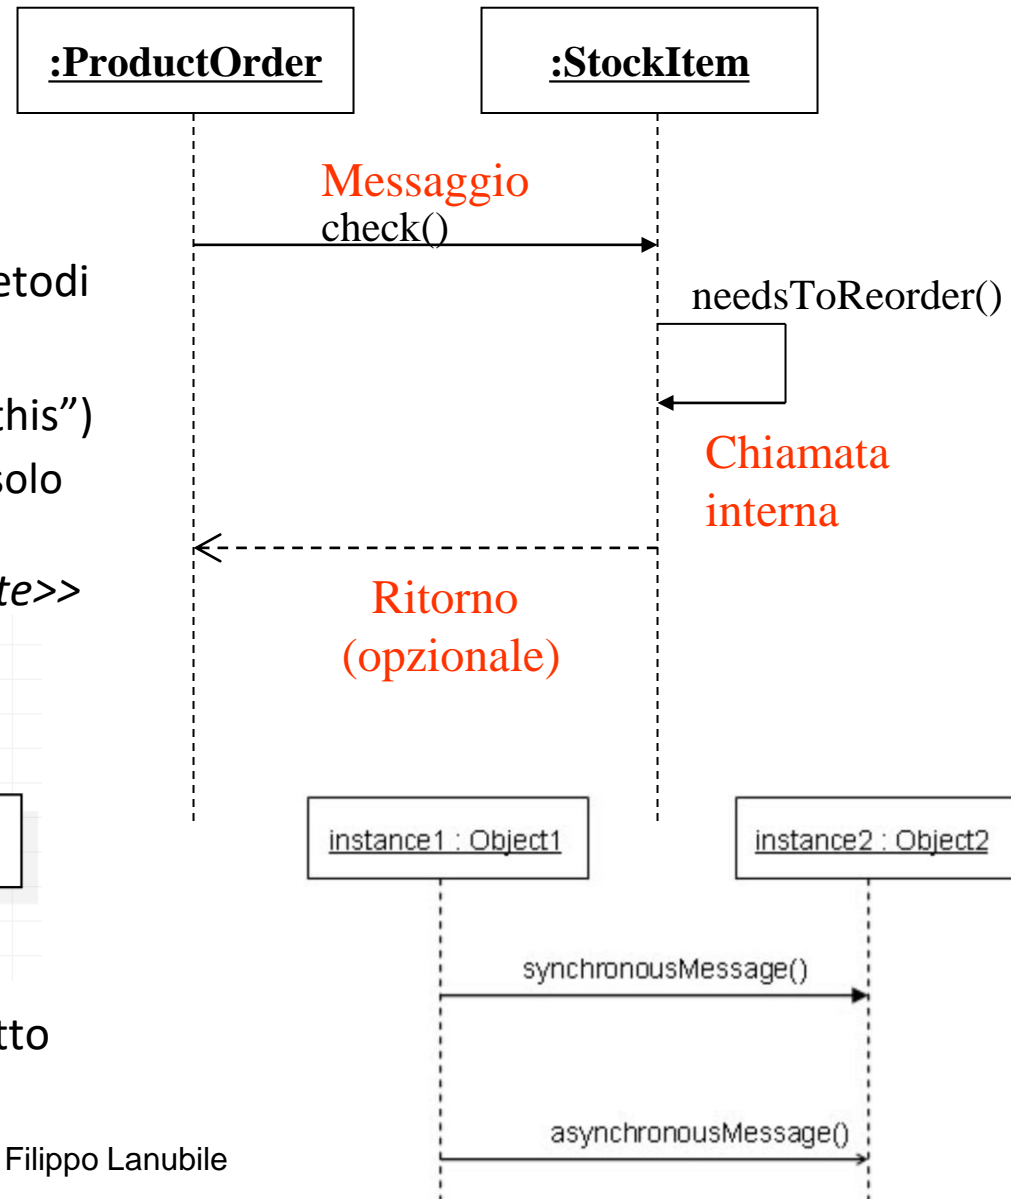 :ProductOrder
:StockItem
Messaggio
check()
etodi
needsToReorder()
this”)
solo
Chiamata
interna
te>>
Ritorno
(opzionale)
instance1 : Object1
instance2 : Object2
synchronousMessage()
tto
asynchronousMessage()
Filippo Lanubile